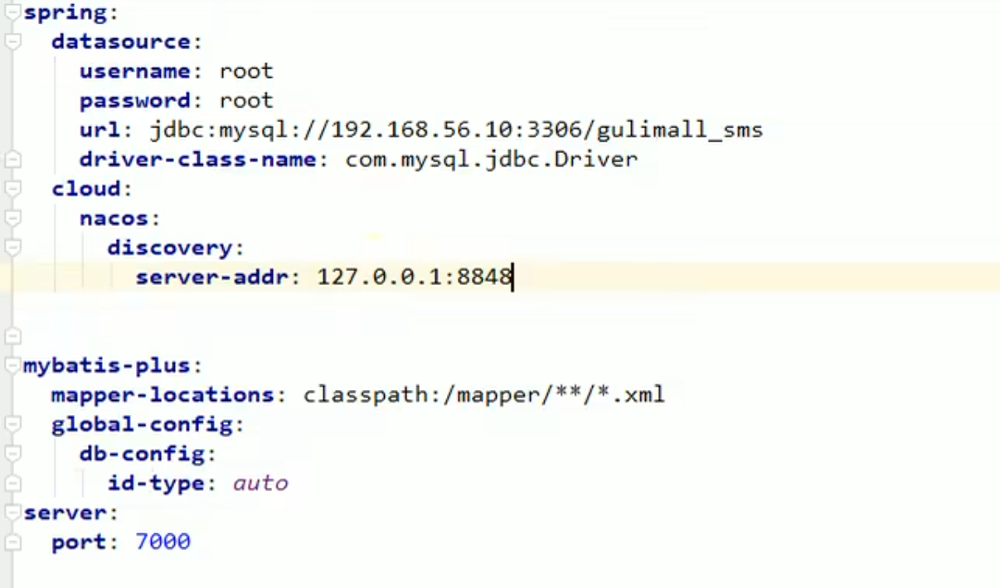 spring:
  datasource:
    username: root
    password: root
    url: jdbc:mysql://192.168.56.10:3306/gulimall_sms
    driver-class-name: com.mysql.jdbc.Driver
  cloud:
    nacos:
      discovery:
        server-addr: 127.0.0.1:8848
mybatis-plus:
  mapper-locations: classpath:/mapper/**/*.xml
  global-config:
    db-config:
      id-type: auto
server:
  port: 7000